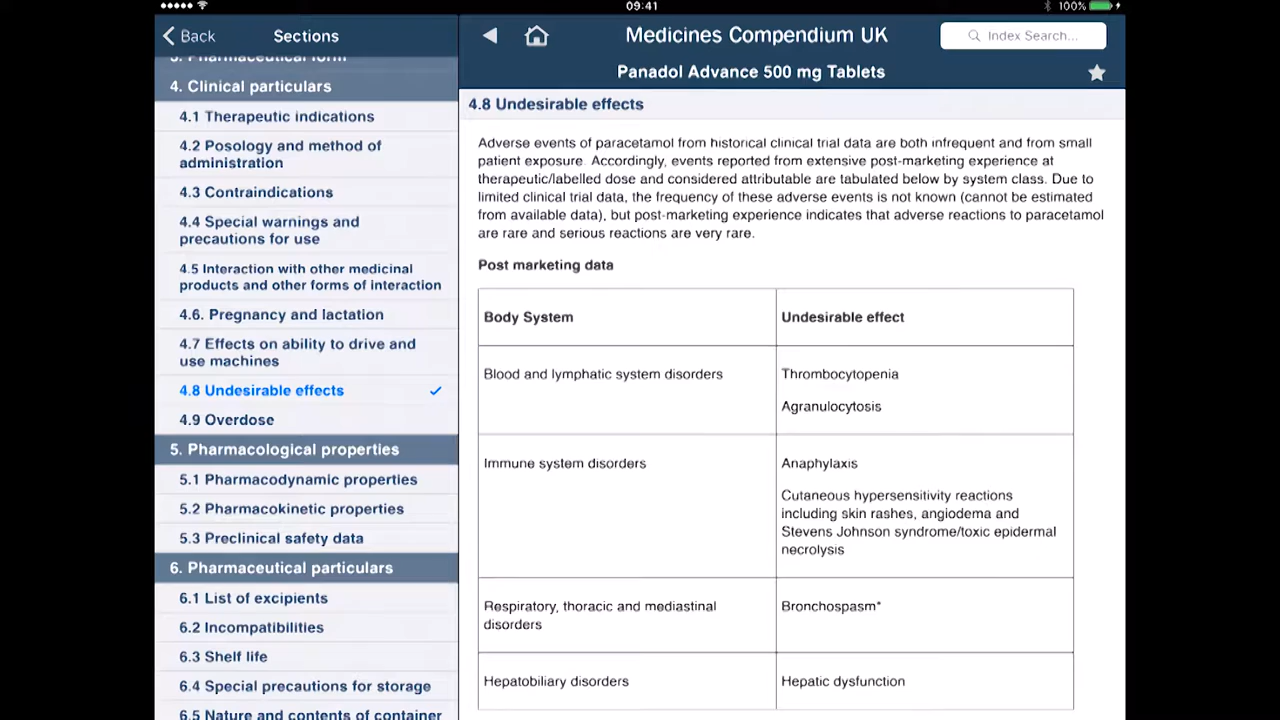 09:41
100%
Back
Sections
3. Pharmaceutical form
4. Clinical particulars
4.1 Therapeutic indications
4.2 Posology and method of
administration
4.3 Contraindications
4.4 Special warnings and
precautions for use
4.5 Interaction with other medicinal
products and other forms of interaction
4.6. Pregnancy and lactation
4.7 Effects on ability to drive and
use machines
4.8 Undesirable effects
4.9 Overdose
5. Pharmacological properties
5.1 Pharmacodynamic properties
5.2 Pharmacokinetic properties
5.3 Preclinical safety data
6. Pharmaceutical particulars
6.1 List of excipients
6.2 Incompatibilities
6.3 Shelf life
6.4 Special precautions for storage
6.5 Nature and contents of container
Medicines Compendium UK
Index Search...
Panadol Advance 500 mg Tablets
4.8 Undesirable effects
Adverse events of paracetamol from historical clinical trial data are both infrequent and from small
patient exposure. Accordingly, events reported from extensive post-marketing experience at
therapeutic/labelled dose and considered attributable are tabulated below by system class. Due to
limited clinical trial data, the frequency of these adverse events is not known (cannot be estimated
from available data), but post-marketing experience indicates that adverse reactions to paracetamol
are rare and serious reactions are very rare.
Post marketing data
Body System
Undesirable effect
Blood and lymphatic system disorders
Thrombocytopenia
Agranulocytosis
Immune system disorders
Anaphylaxis
Cutaneous hypersensitivity reactions
including skin rashes, angiodema and
Stevens Johnson syndrome/toxic epidermal
necrolysis
Respiratory, thoracic and mediastinal
disorders
Bronchospasm*
Hepatobiliary disorders
Hepatic dysfunction